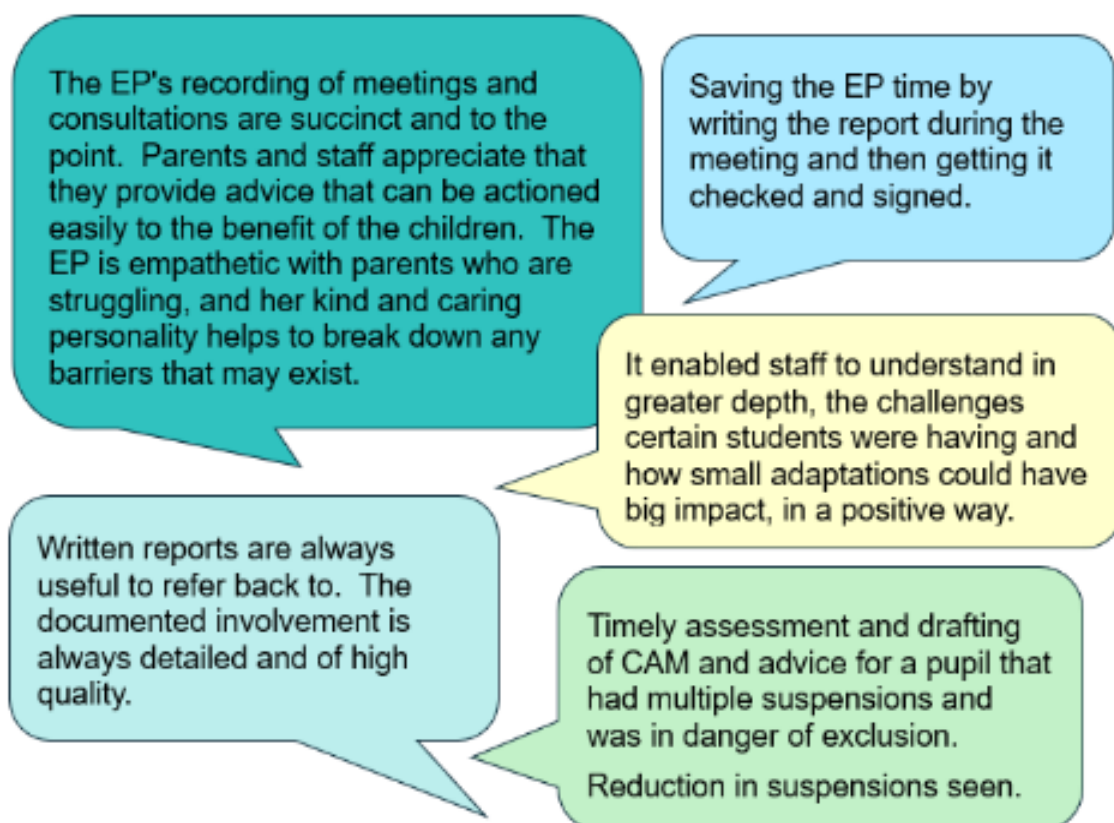 The EP's recording of meetings and
consultations are succinct and to the
point.  Parents and staff appreciate that
they provide advice that can be actioned
easily to the benefit of the children.  The
EP is empathetic with parents who are
struggling, and her kind and caring
personality helps to break down any
barriers that may exist.
Saving the EP time by
writing the report during the
meeting and then getting it
checked and signed.
It enabled staff to understand in
greater depth, the challenges
certain students were having and
how small adaptations could have
big impact, in a positive way.
Written reports are always
useful to refer back to.  The
documented involvement is
always detailed and of high
quality.
Timely assessment and drafting
of CAM and advice for a pupil that
had multiple suspensions and
was in danger of exclusion.
Reduction in suspensions seen.